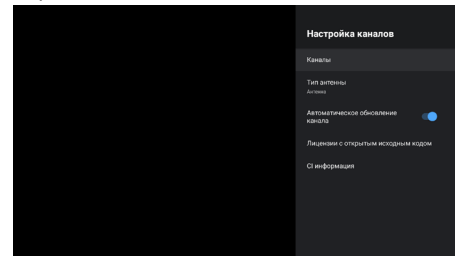 Настройка каналов
Каналы
Тип антенны
Антенна
Автоматическое обновление
канала
Лицензии с открытым исходным кодом
CI информация